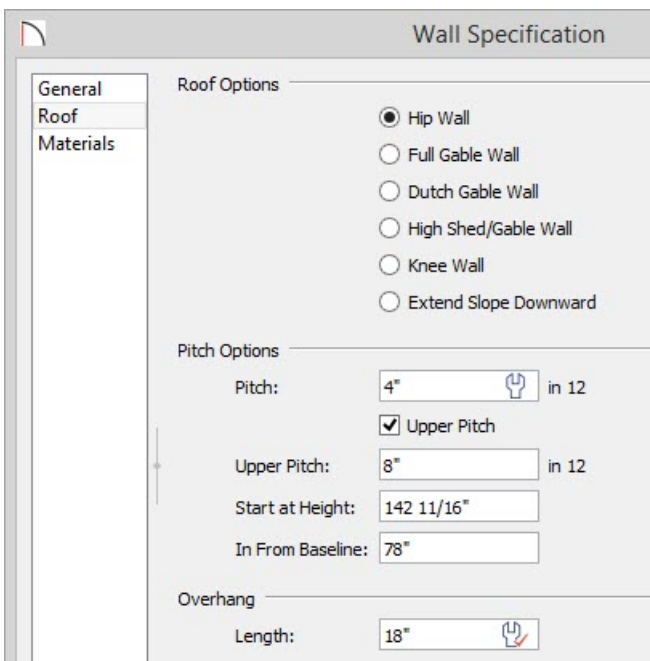 Wall Specification
General
Roof
Materials
Roof Options
Hip Wall
Full Gable Wall
Dutch Gable Wall
High Shed/Gable Wall
Knee Wall
Extend Slope Downward
Pitch Options
Pitch: 4" in 12
Upper Pitch
Upper Pitch: 8" in 12
Start at Height: 142 11/16"
In From Baseline: 78"
Overhang
Length: 18"